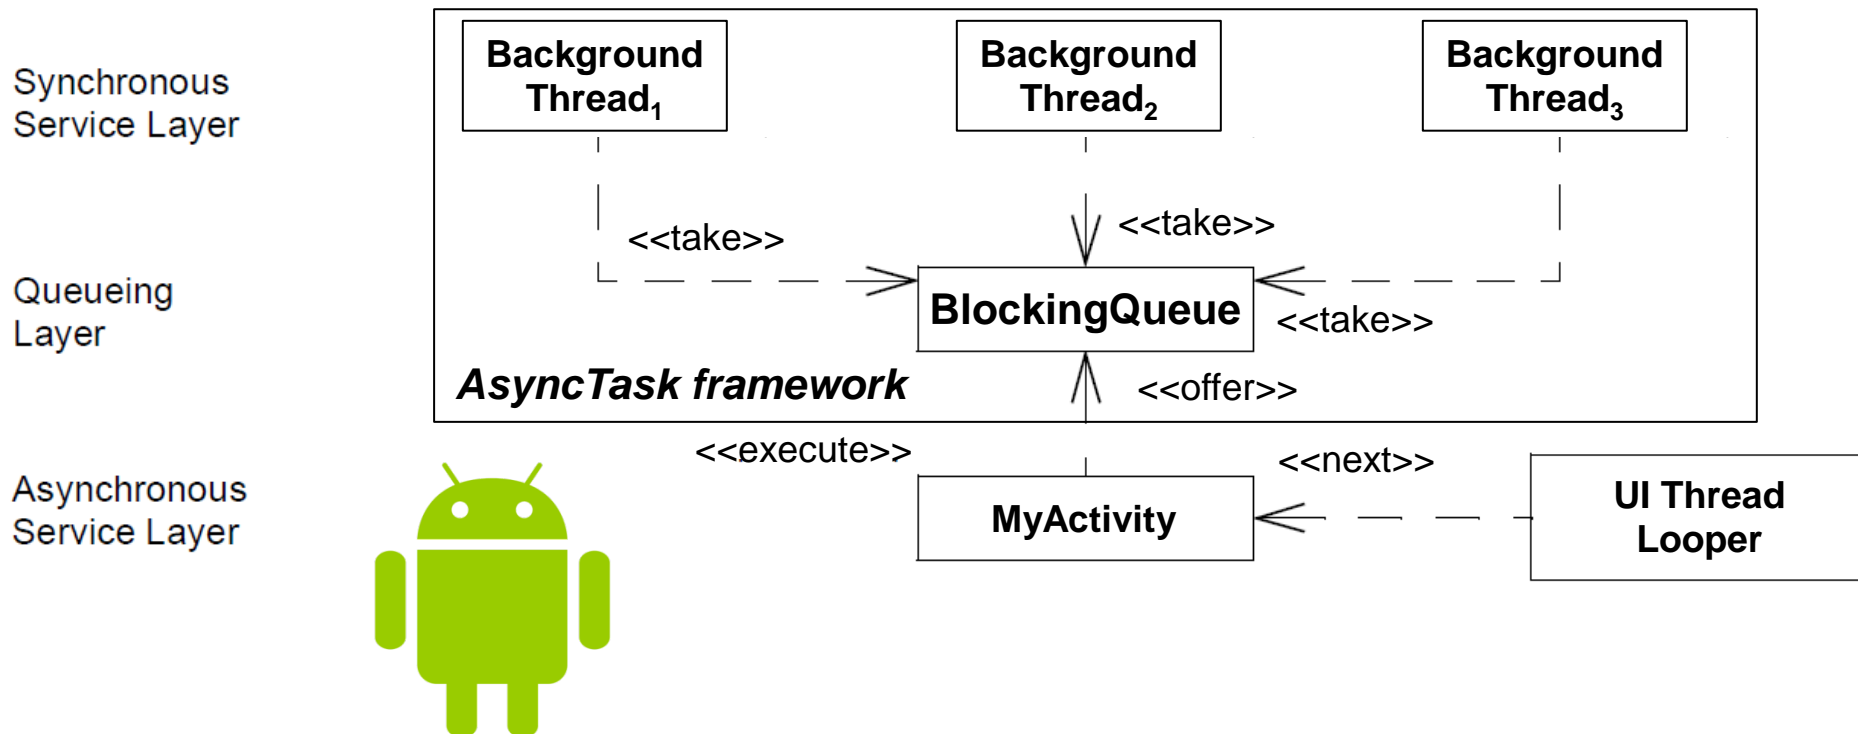 Synchronous
Service Layer
Background
Thread1
Background
Thread2
Background
Thread3
<<take>>
<<take>>
Queueing
Layer
BlockingQueue
<<take>>
AsyncTask framework
<<offer>>
<<execute>>
<<next>>
Asynchronous
Service Layer
MyActivity
UI Thread
Looper